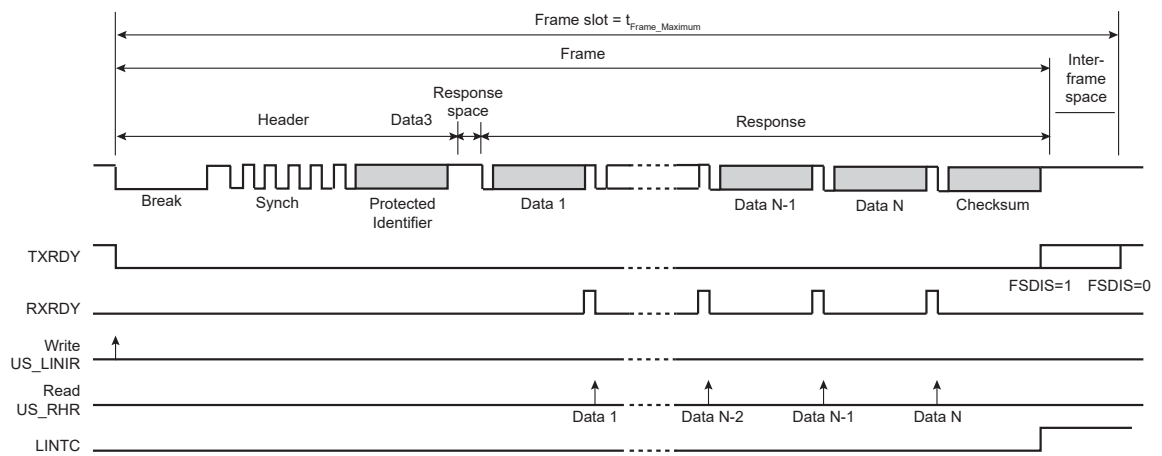 Frame slot = tFrame_Maximum
Frame
Inter-
frame
space
Response
space
Header
Data3
Response
Break
Synch
Protected
Identifier
Data 1
Data N-1
Data N
Checksum
TXRDY
FSDIS=1
FSDIS=0
RXRDY
Write
US_LINIR
Read
US_RHR
Data 1
Data N-2
Data N-1
Data N
LINTC